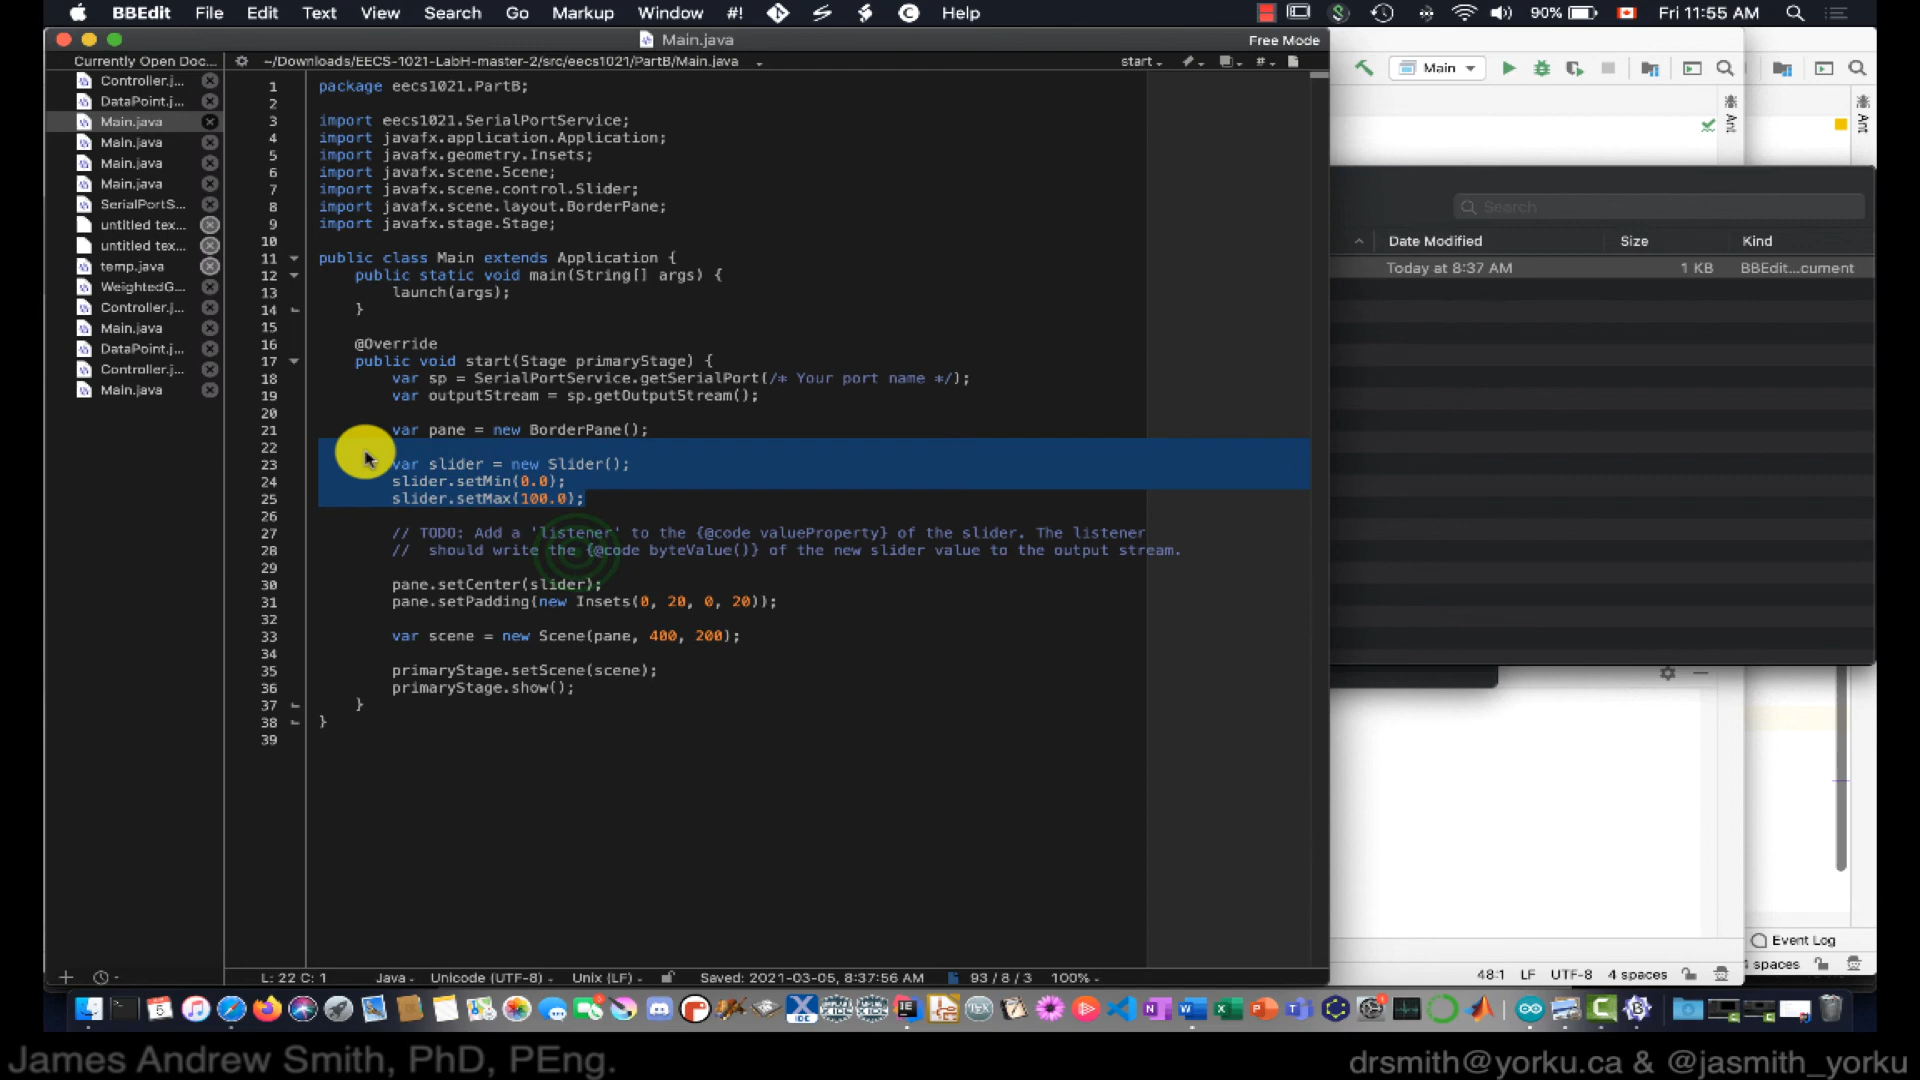 BBEdit File Edit Text View Search Go Markup Window #! Help 90% Fri 11:55 AM
Main.java Free Mode
Currently Open Doc... ~/Downloads/EECS-1021-LabH-master-2/src/eecs1021/PartB/Main.java start
Controller.j...
DataPoint.j...
Main.java
Main.java
Main.java
Main.java
SerialPortS...
untitled tex...
untitled tex...
temp.java
WeightedG...
Controller.j...
Main.java
DataPoint.j...
Controller.j...
Main.java
1 package eecs1021.PartB;
2
3 import eecs1021.SerialPortService;
4 import javafx.application.Application;
5 import javafx.geometry.Insets;
6 import javafx.scene.Scene;
7 import javafx.scene.control.Slider;
8 import javafx.scene.layout.BorderPane;
9 import javafx.stage.Stage;
10
11 public class Main extends Application {
12 public static void main(String[] args) {
13 launch(args);
14 }
15
16 @Override
17 public void start(Stage primaryStage) {
18 var sp = SerialPortService.getSerialPort(/* Your port name */);
19 var outputStream = sp.getOutputStream();
20
21 var pane = new BorderPane();
22
23 var slider = new Slider();
24 slider.setMin(0.0);
25 slider.setMax(100.0);
26
27 // TODO: Add a 'listener' to the {@code valueProperty} of the slider. The listener
28 // should write the {@code byteValue()} of the new slider value to the output stream.
29
30 pane.setCenter(slider);
31 pane.setPadding(new Insets(0, 20, 0, 20));
32
33 var scene = new Scene(pane, 400, 200);
34
35 primaryStage.setScene(scene);
36 primaryStage.show();
37 }
38 }
39
L: 22 C: 1 Java Unicode (UTF-8) Unix (LF) Saved: 2021-03-05, 8:37:56 AM 93 / 8 / 3 100%
Main
Ant
Ant
Search
Date Modified Size Kind
Today at 8:37 AM 1 KB BBEdit...cument
Event Log
48:1 LF UTF-8 4 spaces
spaces
James Andrew Smith, PhD, PEng. drsmith@yorku.ca & @jasmith_yorku